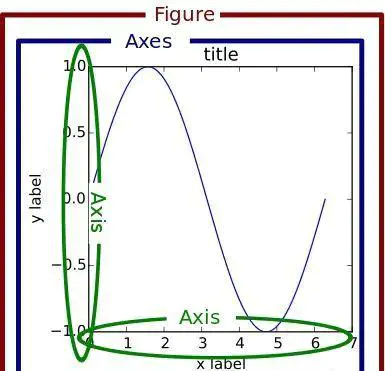 Figure
Axes
title
1.0
0.5
0.0
−0.5
−1.0
y label
Axis
Axis
0 1 2 3 4 5 6 7
x label